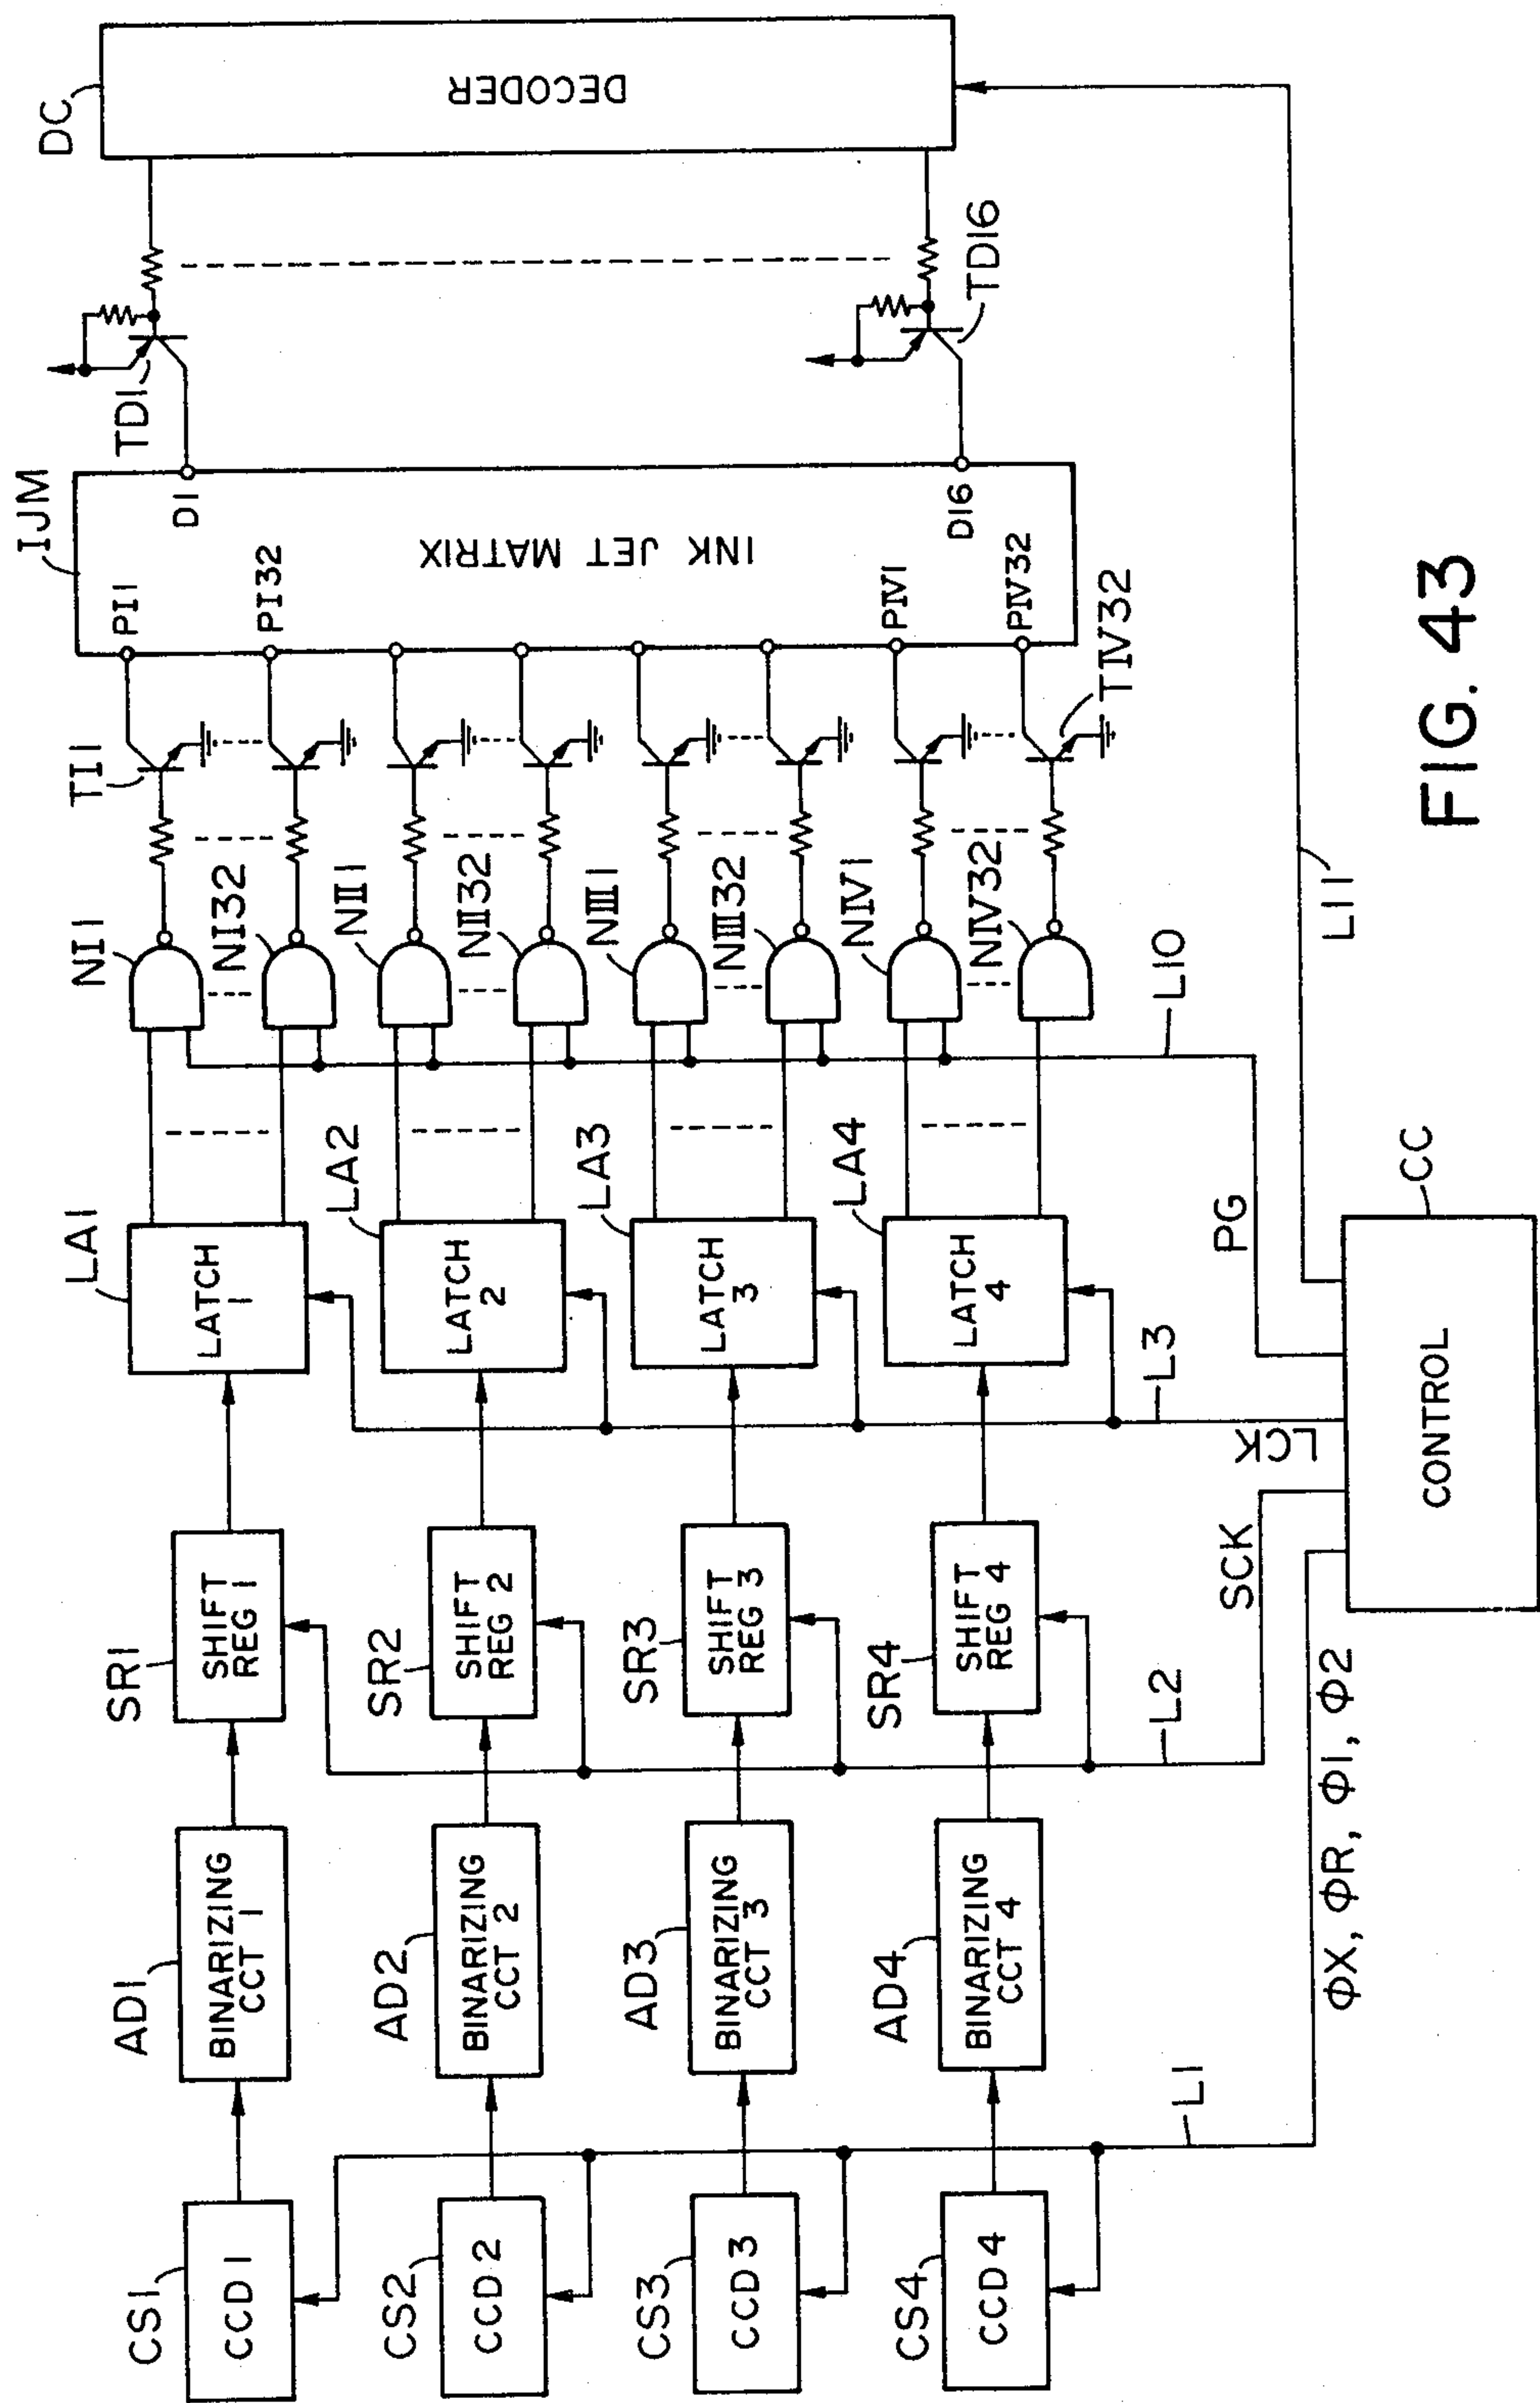 CS1
CCD 1
AD1
BINARIZING
CCT 1
SR1
SHIFT
REG 1
LA1
LATCH
1
NI1
NI32
TI1
PI1
PI32
IJM
INK JET MATRIX
D1
D16
TD1
TD16
DC
DECODER
CS2
CCD 2
AD2
BINARIZING
CCT 2
SR2
SHIFT
REG 2
LA2
LATCH
2
NII1
NII32
CS3
CCD 3
AD3
BINARIZING
CCT 3
SR3
SHIFT
REG 3
LA3
LATCH
3
NIII1
NIII32
CS4
CCD 4
AD4
BINARIZING
CCT 4
SR4
SHIFT
REG 4
LA4
LATCH
4
NIV1
NIV32
PIV1
PIV32
TIV32
L1
L2
L3
L10
L11
ΦX, ΦR, Φ1, Φ2
SCK
LCK
PG
CC
CONTROL
FIG. 43